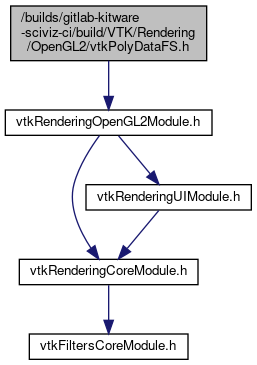 /builds/gitlab-kitware
-sciviz-ci/build/VTK/Rendering
/OpenGL2/vtkPolyDataFS.h
vtkRenderingOpenGL2Module.h
vtkRenderingUIModule.h
vtkRenderingCoreModule.h
vtkFiltersCoreModule.h